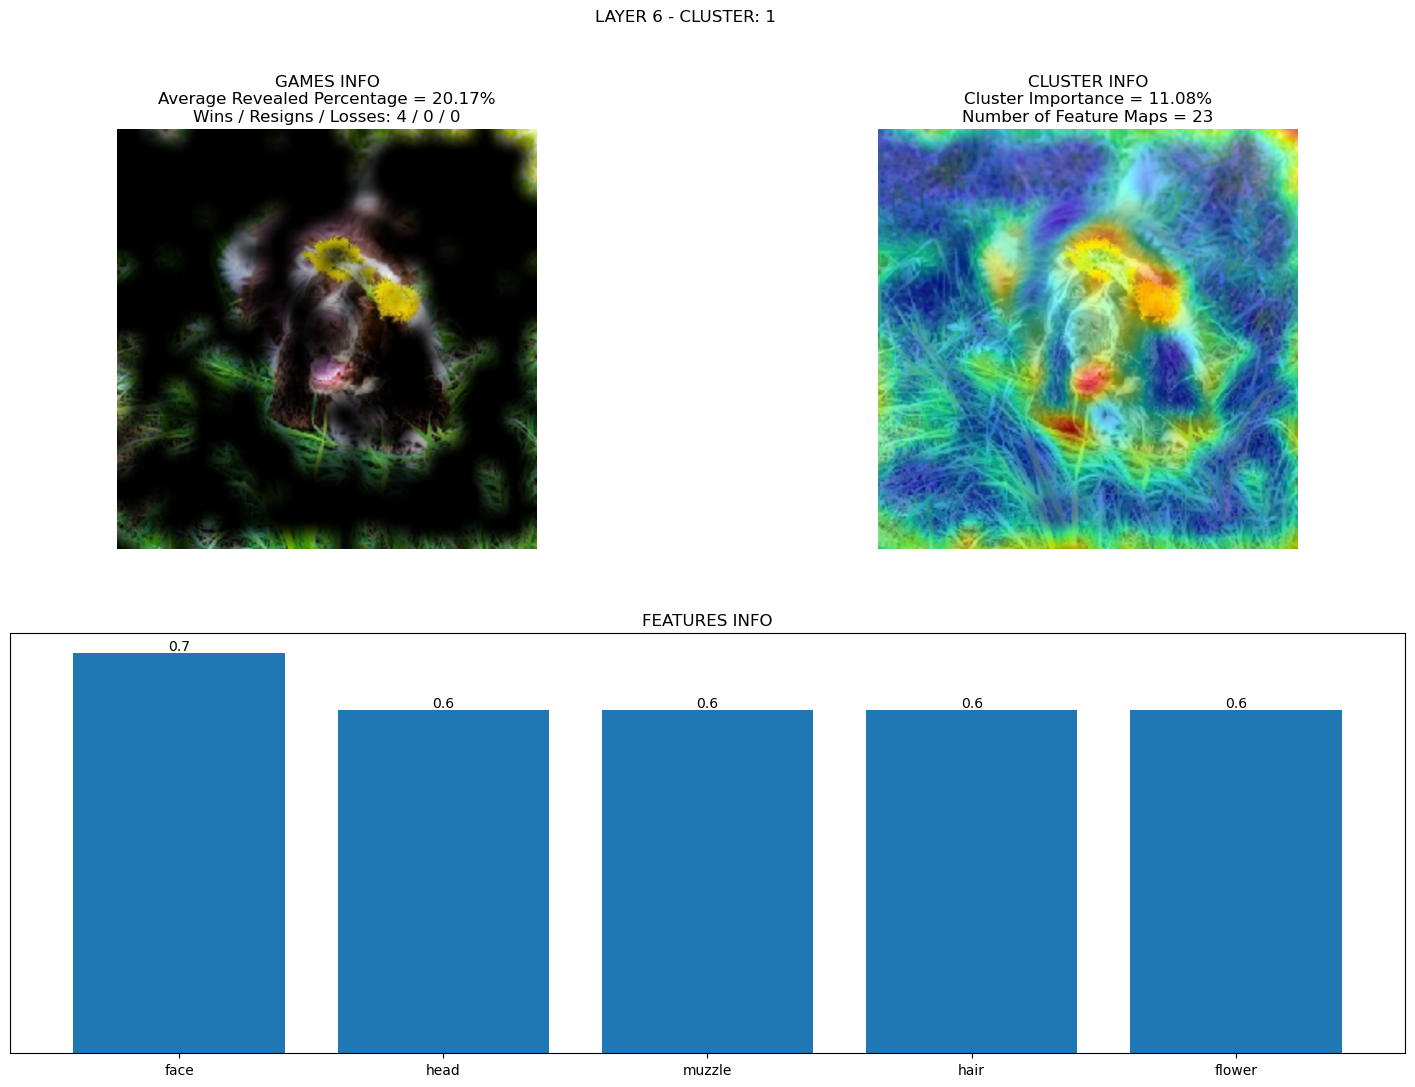 LAYER 6 - CLUSTER: 1
GAMES INFO
Average Revealed Percentage = 20.17%
Wins / Resigns / Losses: 4 / 0 / 0
CLUSTER INFO
Cluster Importance = 11.08%
Number of Feature Maps = 23
FEATURES INFO
0.7
0.6
0.6
0.6
0.6
face
head
muzzle
hair
flower